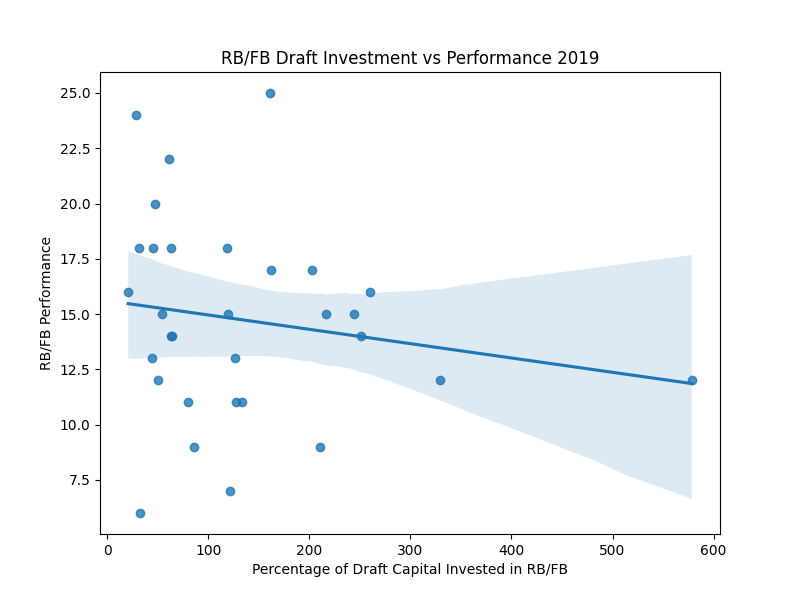 RB/FB Draft Investment vs Performance 2019
25.0
22.5
20.0
17.5
15.0
12.5
10.0
7.5
RB/FB Performance
0 100 200 300 400 500 600
Percentage of Draft Capital Invested in RB/FB